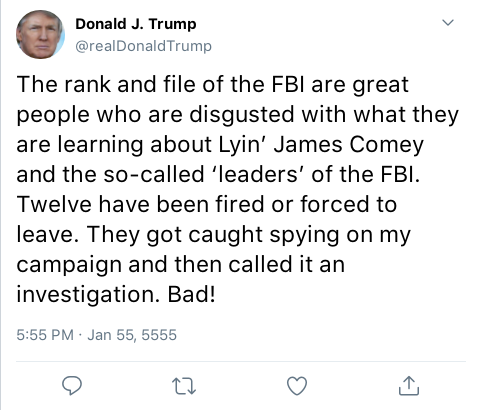 Donald J. Trump
@realDonaldTrump
The rank and file of the FBI are great
people who are disgusted with what they
are learning about Lyin’ James Comey
and the so-called ‘leaders’ of the FBI.
Twelve have been fired or forced to
leave. They got caught spying on my
campaign and then called it an
investigation. Bad!
5:55 PM · Jan 55, 5555